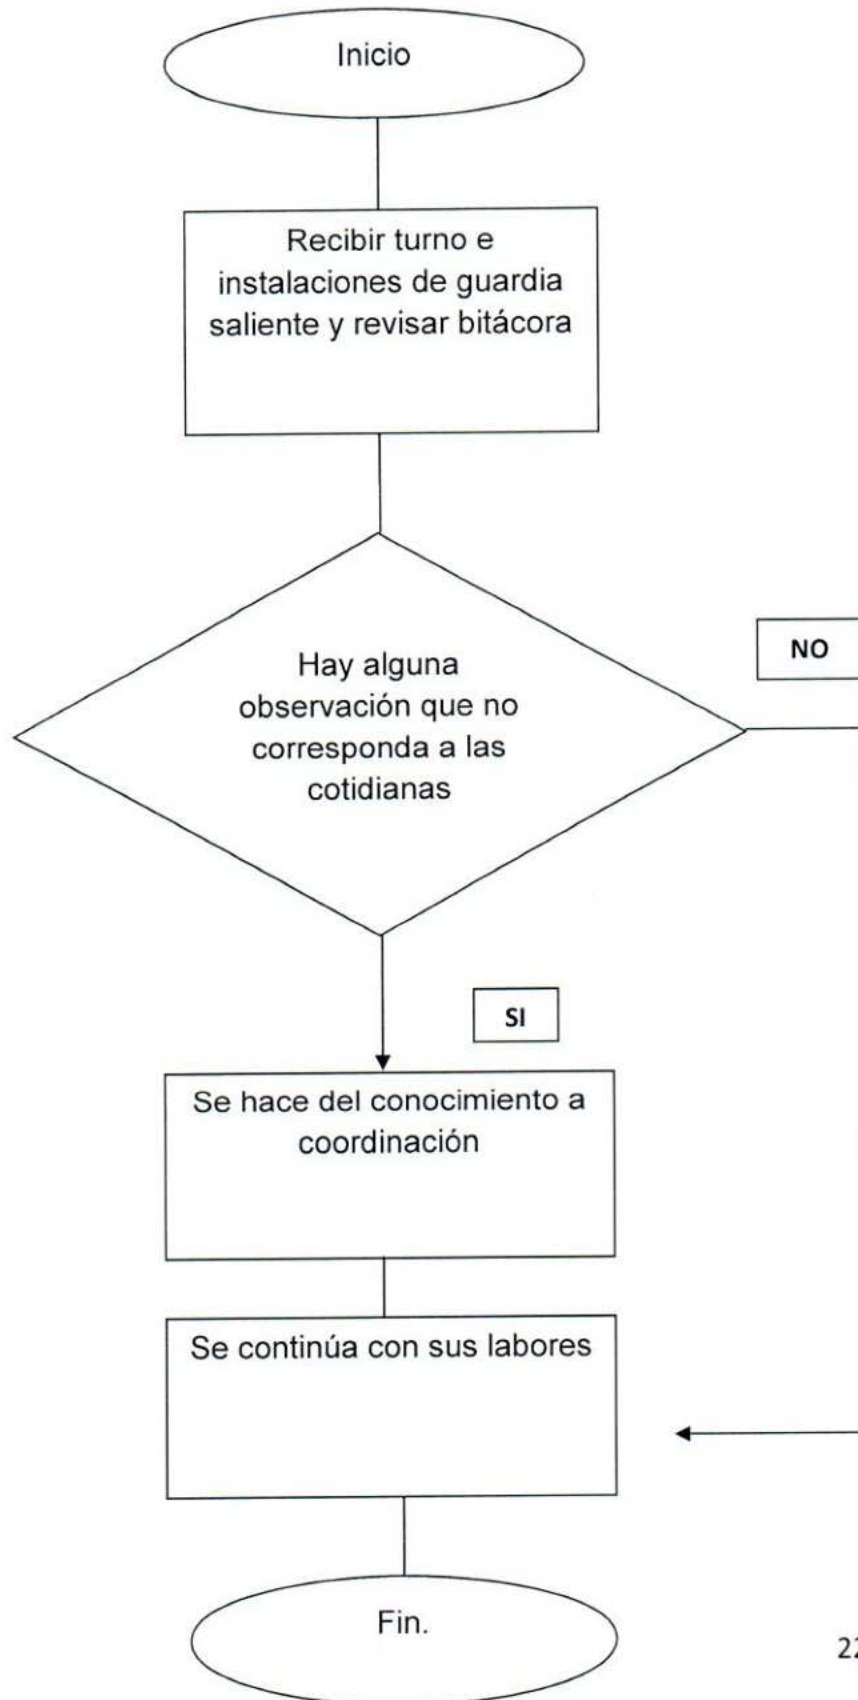 Inicio
Recibir turno e
instalaciones de guardia
saliente y revisar bitácora
Hay alguna
observación que no
corresponda a las
cotidianas
NO
SI
Se hace del conocimiento a
coordinación
Se continúa con sus labores
Fin.
22